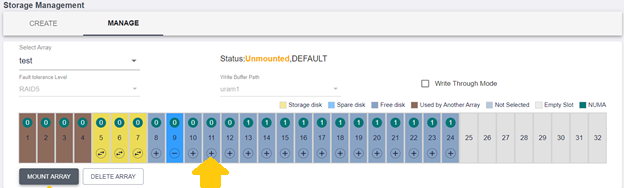 Storage Management
CREATE MANAGE
Select Array
test
Status:Unmounted,DEFAULT
Fault tolerance Level
RAID5
Write Buffer Path
uram1
Write Through Mode
Storage disk Spare disk Free disk Used by Another Array Not Selected Empty Slot NUMA
0 0 0 0 0 0 0 0 0 0 0 0 1 1 1 1 1 1 1 1 1 1 1 1
1 2 3 4 5 6 7 8 9 10 11 12 13 14 15 16 17 18 19 20 21 22 23 24 25 26 27 28 29 30 31 32
MOUNT ARRAY DELETE ARRAY